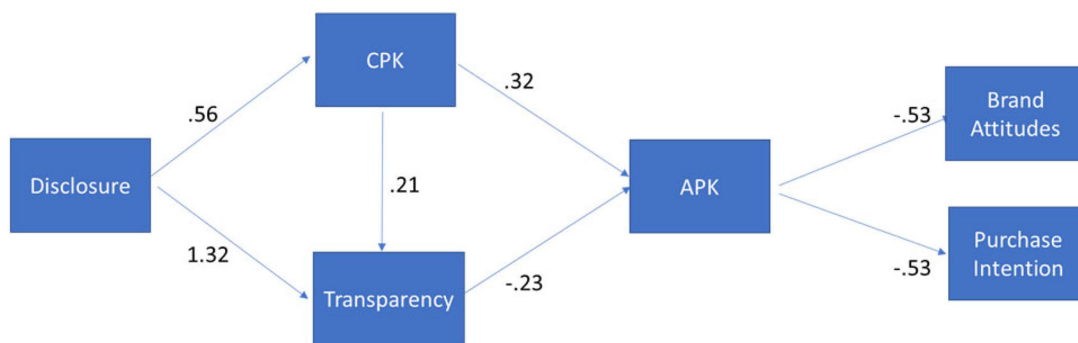 CPK
.32
Brand
Attitudes
-.53
.56
Disclosure
.21
APK
1.32
Purchase
Intention
-.53
Transparency
-.23